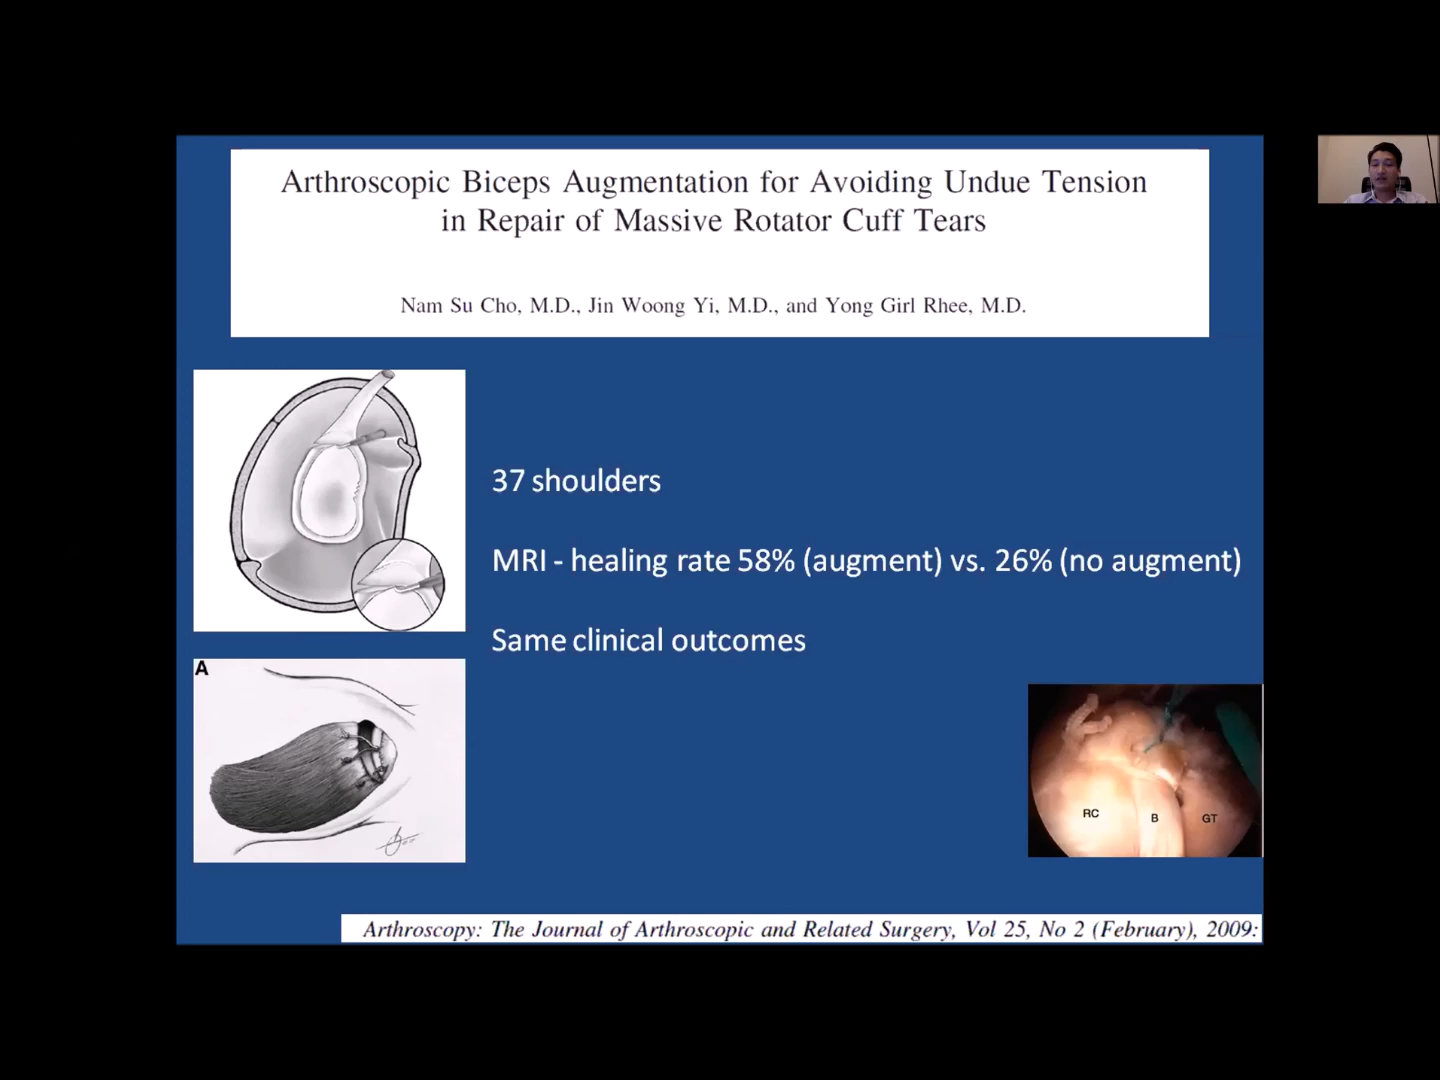 Arthroscopic Biceps Augmentation for Avoiding Undue Tension
in Repair of Massive Rotator Cuff Tears
Nam Su Cho, M.D., Jin Woong Yi, M.D., and Yong Girl Rhee, M.D.
37 shoulders
MRI - healing rate 58% (augment) vs. 26% (no augment)
Same clinical outcomes
A
RC
B
GT
Arthroscopy: The Journal of Arthroscopic and Related Surgery, Vol 25, No 2 (February), 2009: